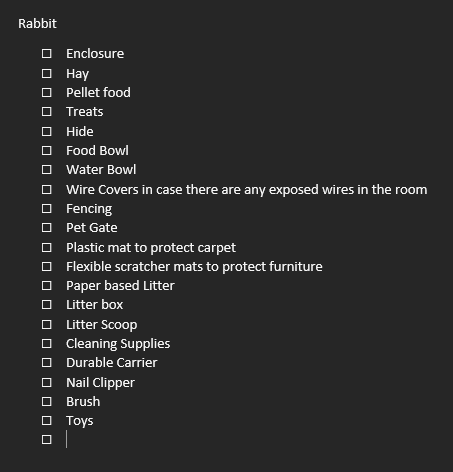 Rabbit
☐ Enclosure
☐ Hay
☐ Pellet food
☐ Treats
☐ Hide
☐ Food Bowl
☐ Water Bowl
☐ Wire Covers in case there are any exposed wires in the room
☐ Fencing
☐ Pet Gate
☐ Plastic mat to protect carpet
☐ Flexible scratcher mats to protect furniture
☐ Paper based Litter
☐ Litter box
☐ Litter Scoop
☐ Cleaning Supplies
☐ Durable Carrier
☐ Nail Clipper
☐ Brush
☐ Toys
☐